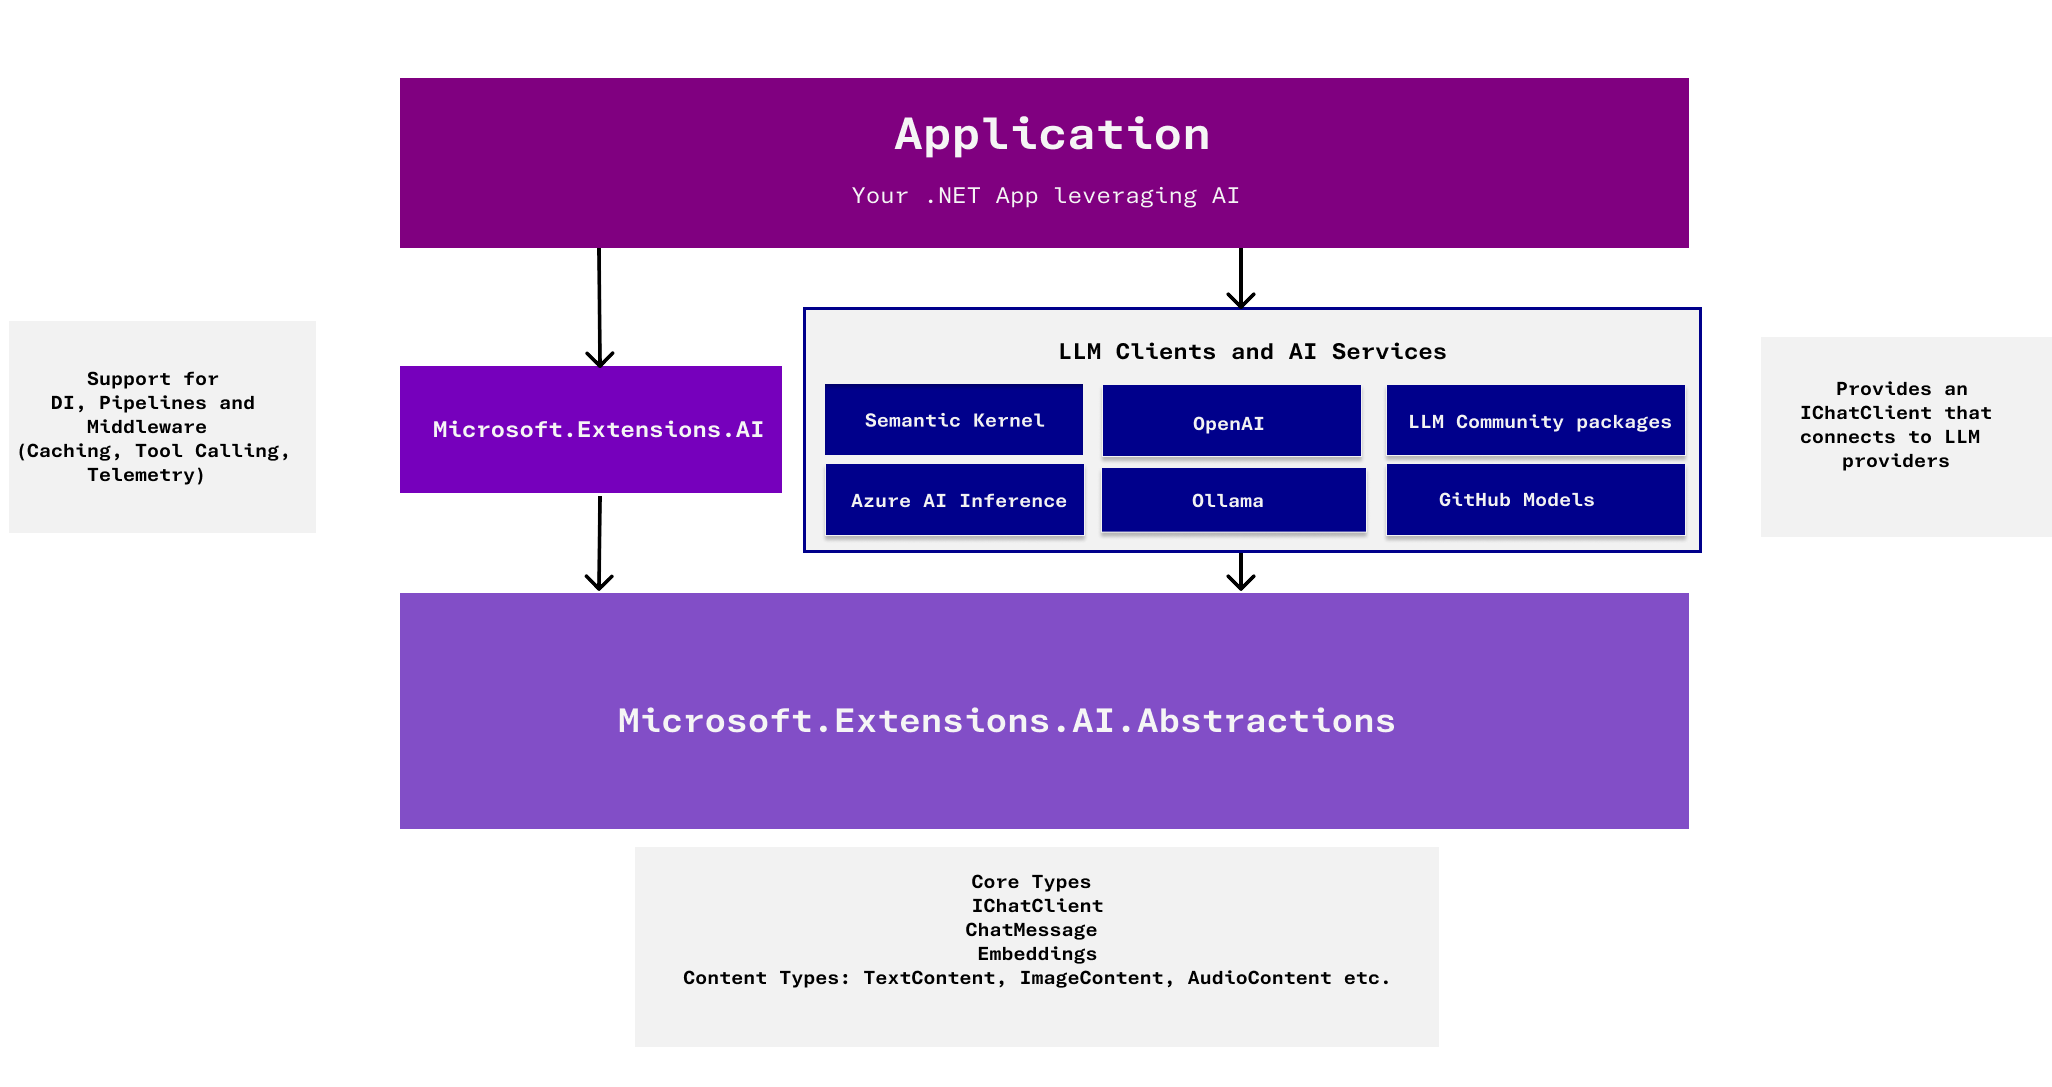 Application
Your .NET App leveraging AI
Support for
DI, Pipelines and
Middleware
(Caching, Tool Calling,
Telemetry)
Microsoft.Extensions.AI
LLM Clients and AI Services
Semantic Kernel
OpenAI
LLM Community packages
Azure AI Inference
Ollama
GitHub Models
Provides an
IChatClient that
connects to LLM
providers
Microsoft.Extensions.AI.Abstractions
Core Types
IChatClient
ChatMessage
Embeddings
Content Types: TextContent, ImageContent, AudioContent etc.